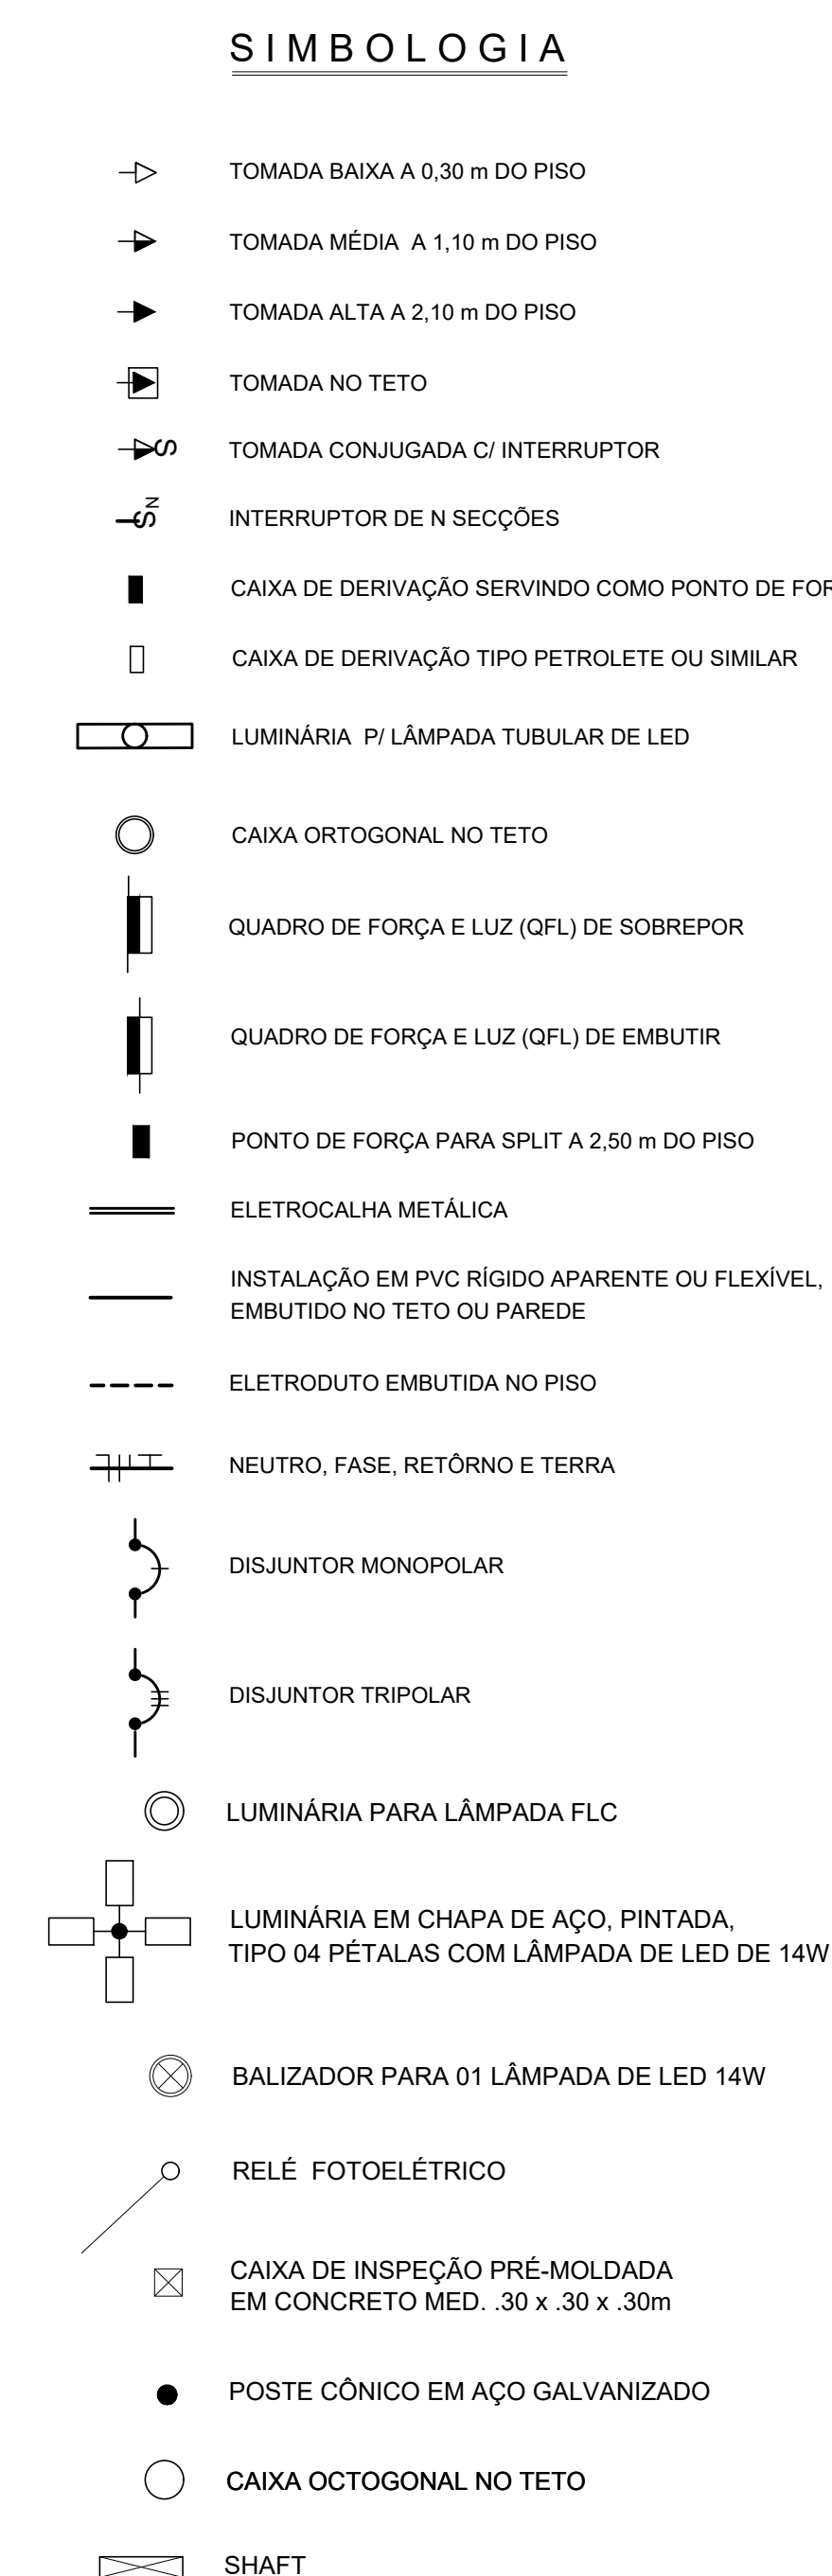 SIMBOLOGIA
TOMADA BAIXA A 0,30 m DO PISO
TOMADA MÉDIA A 1,10 m DO PISO
TOMADA ALTA A 2,10 m DO PISO
TOMADA NO TETO
S TOMADA CONJUGADA C/ INTERRUPTOR
S N INTERRUPTOR DE N SECÇÕES
CAIXA DE DERIVAÇÃO SERVINDO COMO PONTO DE FOR
CAIXA DE DERIVAÇÃO TIPO PETROLETE OU SIMILAR
LUMINÁRIA P/ LÂMPADA TUBULAR DE LED
CAIXA ORTOGONAL NO TETO
QUADRO DE FORÇA E LUZ (QFL) DE SOBREPOR
QUADRO DE FORÇA E LUZ (QFL) DE EMBUTIR
PONTO DE FORÇA PARA SPLIT A 2,50 m DO PISO
ELETROCALHA METÁLICA
INSTALAÇÃO EM PVC RÍGIDO APARENTE OU FLEXÍVEL,
EMBUTIDO NO TETO OU PAREDE
ELETRODUTO EMBUTIDA NO PISO
NEUTRO, FASE, RETÔRNO E TERRA
DISJUNTOR MONOPOLAR
DISJUNTOR TRIPOLAR
LUMINÁRIA PARA LÂMPADA FLC
LUMINÁRIA EM CHAPA DE AÇO, PINTADA,
TIPO 04 PÉTALAS COM LÂMPADA DE LED DE 14W
BALIZADOR PARA 01 LÂMPADA DE LED 14W
RELÉ FOTOELÉTRICO
CAIXA DE INSPEÇÃO PRÉ-MOLDADA
EM CONCRETO MED. .30 x .30 x .30m
POSTE CÔNICO EM AÇO GALVANIZADO
CAIXA OCTOGONAL NO TETO
SHAFT